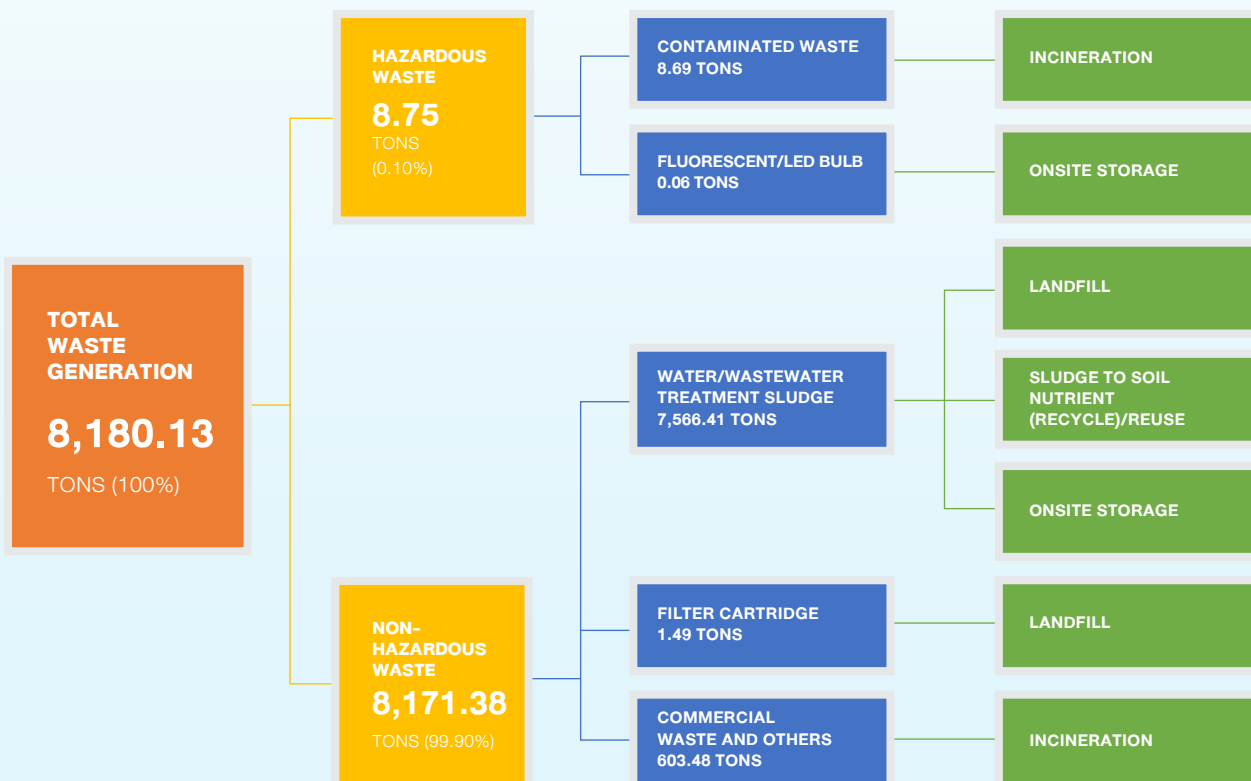 TOTAL
WASTE
GENERATION
8,180.13
TONS (100%)
HAZARDOUS
WASTE
8.75
TONS
(0.10%)
CONTAMINATED WASTE
8.69 TONS
INCINERATION
FLUORESCENT/LED BULB
0.06 TONS
ONSITE STORAGE
NON-
HAZARDOUS
WASTE
8,171.38
TONS (99.90%)
WATER/WASTEWATER
TREATMENT SLUDGE
7,566.41 TONS
LANDFILL
SLUDGE TO SOIL
NUTRIENT
(RECYCLE)/REUSE
ONSITE STORAGE
FILTER CARTRIDGE
1.49 TONS
LANDFILL
COMMERCIAL
WASTE AND OTHERS
603.48 TONS
INCINERATION